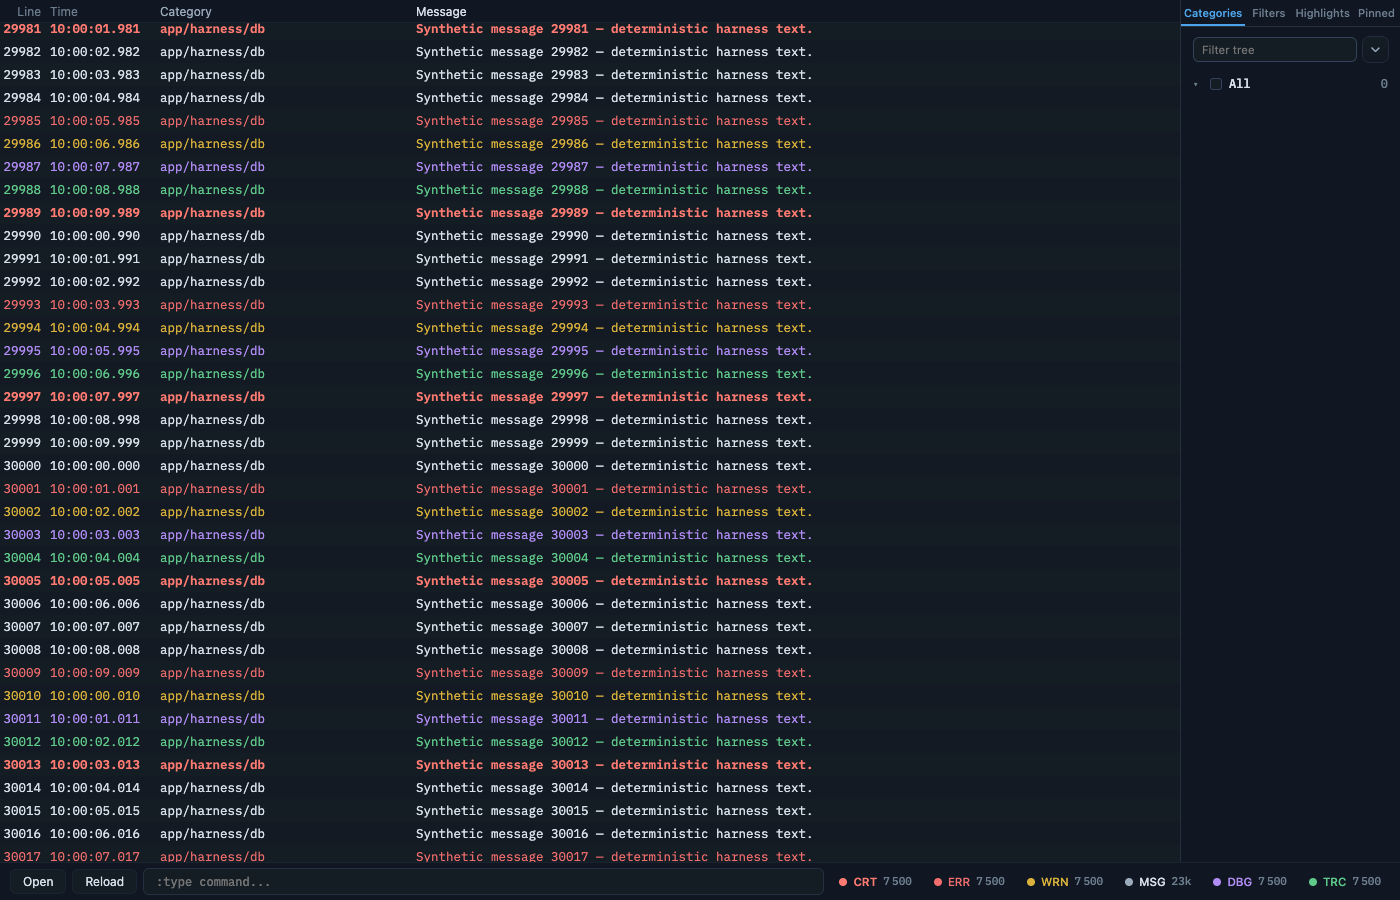 Line Time Category Message
29981 10:00:01.981 app/harness/db Synthetic message 29981 — deterministic harness text.
29982 10:00:02.982 app/harness/db Synthetic message 29982 — deterministic harness text.
29983 10:00:03.983 app/harness/db Synthetic message 29983 — deterministic harness text.
29984 10:00:04.984 app/harness/db Synthetic message 29984 — deterministic harness text.
29985 10:00:05.985 app/harness/db Synthetic message 29985 — deterministic harness text.
29986 10:00:06.986 app/harness/db Synthetic message 29986 — deterministic harness text.
29987 10:00:07.987 app/harness/db Synthetic message 29987 — deterministic harness text.
29988 10:00:08.988 app/harness/db Synthetic message 29988 — deterministic harness text.
29989 10:00:09.989 app/harness/db Synthetic message 29989 — deterministic harness text.
29990 10:00:00.990 app/harness/db Synthetic message 29990 — deterministic harness text.
29991 10:00:01.991 app/harness/db Synthetic message 29991 — deterministic harness text.
29992 10:00:02.992 app/harness/db Synthetic message 29992 — deterministic harness text.
29993 10:00:03.993 app/harness/db Synthetic message 29993 — deterministic harness text.
29994 10:00:04.994 app/harness/db Synthetic message 29994 — deterministic harness text.
29995 10:00:05.995 app/harness/db Synthetic message 29995 — deterministic harness text.
29996 10:00:06.996 app/harness/db Synthetic message 29996 — deterministic harness text.
29997 10:00:07.997 app/harness/db Synthetic message 29997 — deterministic harness text.
29998 10:00:08.998 app/harness/db Synthetic message 29998 — deterministic harness text.
29999 10:00:09.999 app/harness/db Synthetic message 29999 — deterministic harness text.
30000 10:00:00.000 app/harness/db Synthetic message 30000 — deterministic harness text.
30001 10:00:01.001 app/harness/db Synthetic message 30001 — deterministic harness text.
30002 10:00:02.002 app/harness/db Synthetic message 30002 — deterministic harness text.
30003 10:00:03.003 app/harness/db Synthetic message 30003 — deterministic harness text.
30004 10:00:04.004 app/harness/db Synthetic message 30004 — deterministic harness text.
30005 10:00:05.005 app/harness/db Synthetic message 30005 — deterministic harness text.
30006 10:00:06.006 app/harness/db Synthetic message 30006 — deterministic harness text.
30007 10:00:07.007 app/harness/db Synthetic message 30007 — deterministic harness text.
30008 10:00:08.008 app/harness/db Synthetic message 30008 — deterministic harness text.
30009 10:00:09.009 app/harness/db Synthetic message 30009 — deterministic harness text.
30010 10:00:00.010 app/harness/db Synthetic message 30010 — deterministic harness text.
30011 10:00:01.011 app/harness/db Synthetic message 30011 — deterministic harness text.
30012 10:00:02.012 app/harness/db Synthetic message 30012 — deterministic harness text.
30013 10:00:03.013 app/harness/db Synthetic message 30013 — deterministic harness text.
30014 10:00:04.014 app/harness/db Synthetic message 30014 — deterministic harness text.
30015 10:00:05.015 app/harness/db Synthetic message 30015 — deterministic harness text.
30016 10:00:06.016 app/harness/db Synthetic message 30016 — deterministic harness text.
30017 10:00:07.017 app/harness/db Synthetic message 30017 — deterministic harness text.
Categories Filters Highlights Pinned
Filter tree
All 0
Open Reload :type command... CRT 7 500 ERR 7 500 WRN 7 500 MSG 23k DBG 7 500 TRC 7 500